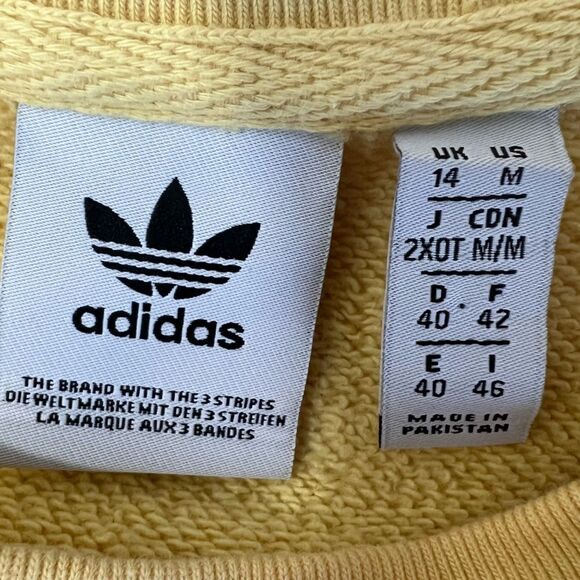 adidas
THE BRAND WITH THE 3 STRIPES
DIE WELTMARKE MIT DEN 3 STREIFEN
LA MARQUE AUX 3 BANDES
UK US
14 M
J CDN
2XOT M/M
D . F
40 42
E I
40 46
MADE IN
PAKISTAN